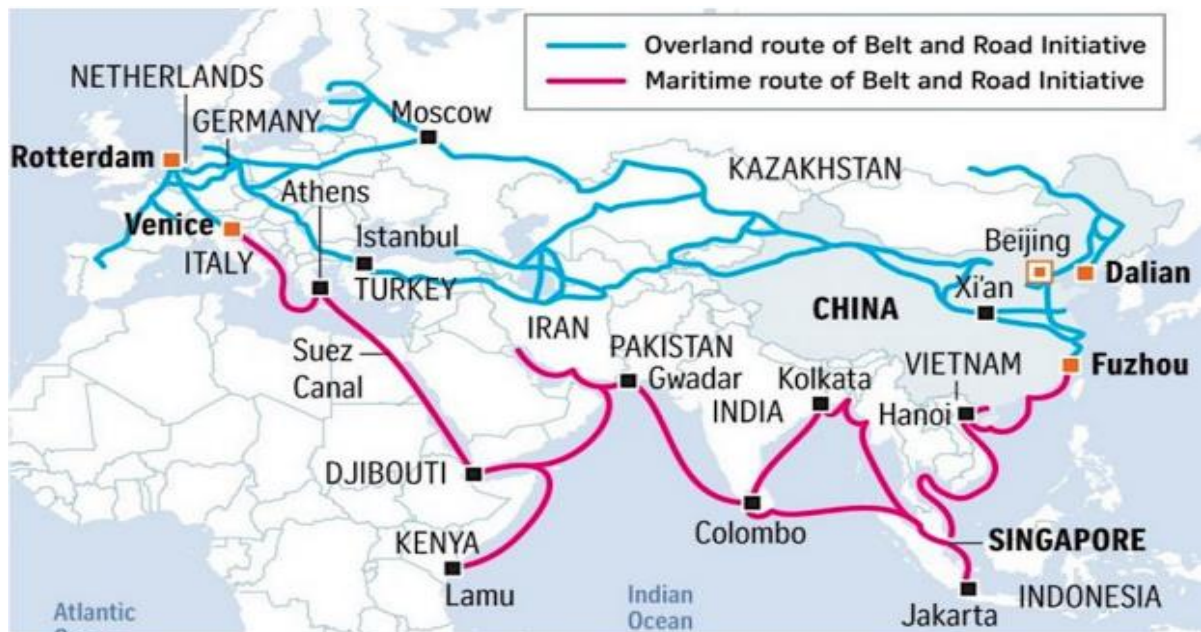 Overland route of Belt and Road Initiative
Maritime route of Belt and Road Initiative
NETHERLANDS
GERMANY
Moscow
Rotterdam
KAZAKHSTAN
Athens
Venice
Istanbul
Beijing
ITALY
TURKEY
Dalian
Xi'an
CHINA
IRAN
Suez
Canal
PAKISTAN
Gwadar
Kolkata
VIETNAM
Fuzhou
INDIA
Hanoi
DJIBOUTI
Colombo
SINGAPORE
KENYA
Lamu
Jakarta
INDONESIA
Indian
Ocean
Atlantic